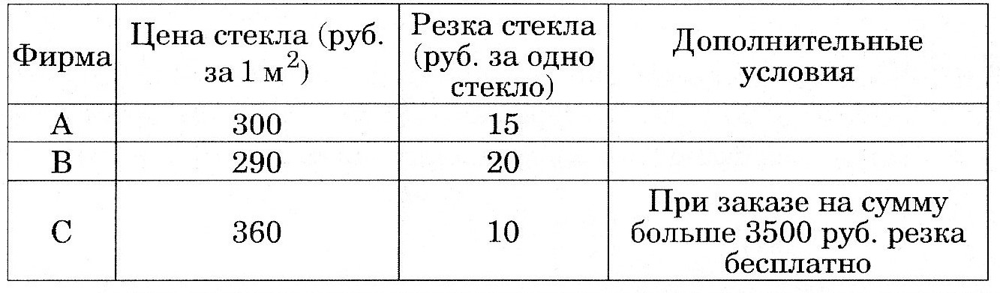 Фирма
Цена стекла (руб.
за 1 м²)
Резка стекла
(руб. за одно
стекло)
Дополнительные
условия
А 300 15
В 290 20
С 360 10
При заказе на сумму
больше 3500 руб. резка
бесплатно